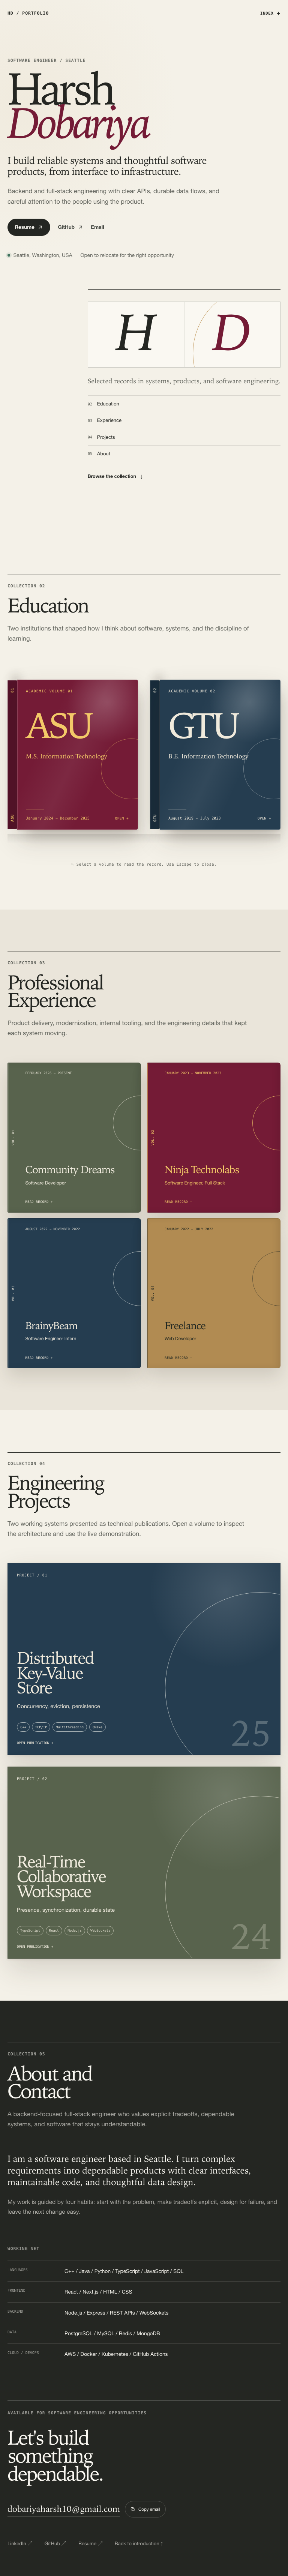 HD / PORTFOLIO
INDEX +
SOFTWARE ENGINEER / SEATTLE
Harsh
Dobariya
I build reliable systems and thoughtful software
products, from interface to infrastructure.
Backend and full-stack engineering with clear APIs, durable data flows, and
careful attention to the people using the product.
Resume ↗ GitHub ↗ Email
Seattle, Washington, USA Open to relocate for the right opportunity
H D
Selected records in systems, products, and software engineering.
02 Education
03 Experience
04 Projects
05 About
Browse the collection ↓
COLLECTION 02
Education
Two institutions that shaped how I think about software, systems, and the discipline of
learning.
01
ASU
ACADEMIC VOLUME 01
ASU
M.S. Information Technology
January 2024 — December 2025 OPEN
02
GTU
ACADEMIC VOLUME 02
GTU
B.E. Information Technology
August 2019 — July 2023 OPEN
↳ Select a volume to read the record. Use Escape to close.
COLLECTION 03
Professional
Experience
Product delivery, modernization, internal tooling, and the engineering details that kept
each system moving.
FEBRUARY 2026 — PRESENT
VOL. 01
Community Dreams
Software Developer
READ RECORD
JANUARY 2023 — NOVEMBER 2023
VOL. 02
Ninja Technolabs
Software Engineer, Full Stack
READ RECORD
AUGUST 2022 — NOVEMBER 2022
VOL. 03
BrainyBeam
Software Engineer Intern
READ RECORD
JANUARY 2022 — JULY 2022
VOL. 04
Freelance
Web Developer
READ RECORD
COLLECTION 04
Engineering
Projects
Two working systems presented as technical publications. Open a volume to inspect
the architecture and use the live demonstration.
PROJECT / 01
Distributed
Key-Value
Store
Concurrency, eviction, persistence
C++ TCP/IP Multithreading CMake
OPEN PUBLICATION
25
PROJECT / 02
Real-Time
Collaborative
Workspace
Presence, synchronization, durable state
TypeScript React Node.js WebSockets
OPEN PUBLICATION
24
COLLECTION 05
About and
Contact
A backend-focused full-stack engineer who values explicit tradeoffs, dependable
systems, and software that stays understandable.
I am a software engineer based in Seattle. I turn complex
requirements into dependable products with clear interfaces,
maintainable code, and thoughtful data design.
My work is guided by four habits: start with the problem, make tradeoffs explicit, design for failure, and
leave the next change easy.
WORKING SET
LANGUAGES C++ / Java / Python / TypeScript / JavaScript / SQL
FRONTEND React / Next.js / HTML / CSS
BACKEND Node.js / Express / REST APIs / WebSockets
DATA PostgreSQL / MySQL / Redis / MongoDB
CLOUD / DEVOPS AWS / Docker / Kubernetes / GitHub Actions
AVAILABLE FOR SOFTWARE ENGINEERING OPPORTUNITIES
Let's build
something
dependable.
dobariyaharsh10@gmail.com Copy email
LinkedIn ↗ GitHub ↗ Resume ↗ Back to introduction ↑